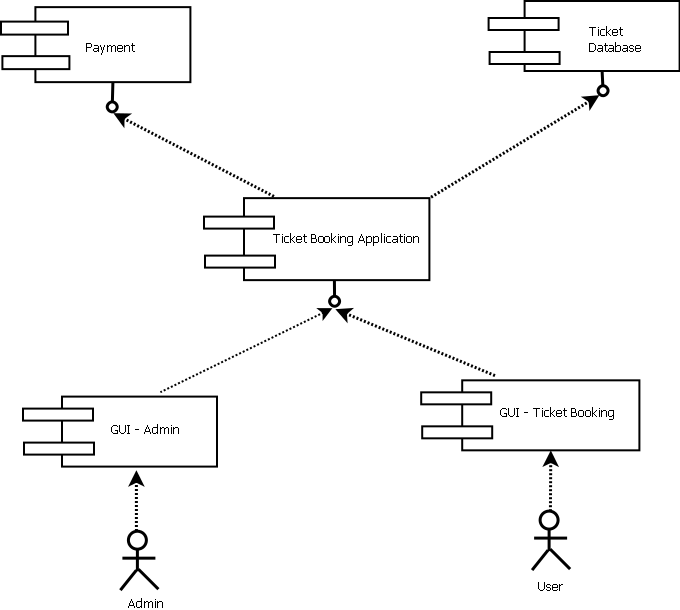 Payment
Ticket
Database
Ticket Booking Application
GUI - Admin
GUI - Ticket Booking
Admin
User